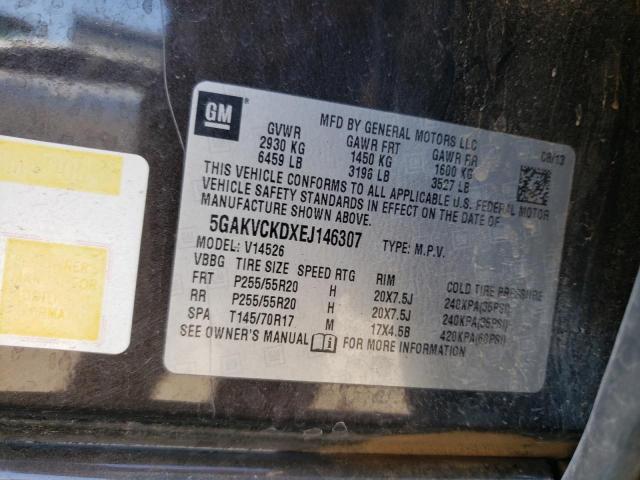 GM
MFD BY GENERAL MOTORS LLC
08/13
GVWR GAWR FRT GAWR RR
2930 KG 1450 KG 1600 KG
6459 LB 3196 LB 3527 LB
THIS VEHICLE CONFORMS TO ALL APPLICABLE U.S. FEDERAL MOTOR
VEHICLE SAFETY STANDARDS IN EFFECT ON THE DATE OF
MANUFACTURE SHOWN ABOVE.
5GAKVCKDXEJ146307 TYPE: M.P.V.
MODEL: V14526
VBBG TIRE SIZE SPEED RTG RIM COLD TIRE PRESSURE
FRT P255/55R20 H 20X7.5J 240KPA(35PSI)
RR P255/55R20 H 20X7.5J 240KPA(35PSI)
SPA T145/70R17 M 17X4.5B 420KPA(60PSI)
SEE OWNER'S MANUAL FOR MORE INFORMATION